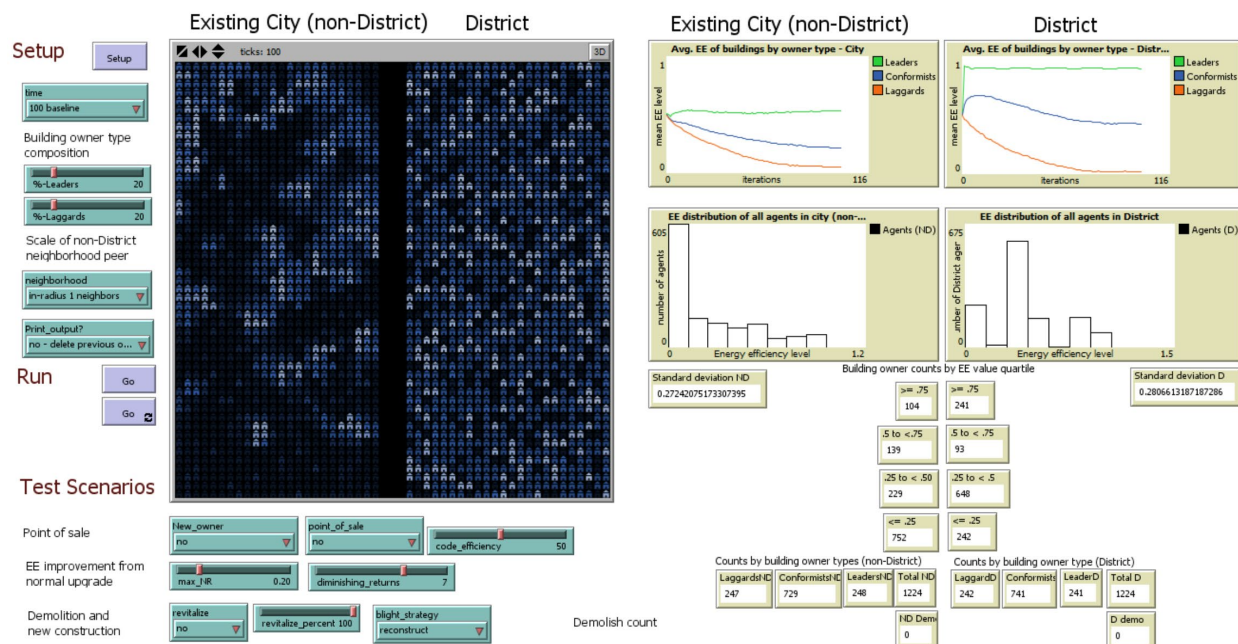 Existing City (non-District)
District
Setup
Setup
ticks: 100
3D
time
100 baseline
Building owner type
composition
%-Leaders 20
%-Laggards 20
Scale of non-District
neighborhood peer
neighborhood
in-radius 1 neighbors
Print_output?
no - delete previous o...
Run
Go
Go
Test Scenarios
Point of sale
New_owner
no
point_of_sale
no
code_efficiency 50
EE improvement from
normal upgrade
max_NR 0.20
diminishing_returns 7
Demolition and
new construction
revitalize
no
revitalize_percent 100
blight_strategy
reconstruct
Demolish count
Existing City (non-District)
District
Avg. EE of buildings by owner type - City
1
mean EE level
0
0
iterations
116
Leaders
Conformists
Laggards
Avg. EE of buildings by owner type - Distr...
1
mean EE level
0
0
iterations
116
Leaders
Conformists
Laggards
EE distribution of all agents in city (non-...
605
number of agents
0
0
Energy efficiency level
1.2
Agents (ND)
EE distribution of all agents in District
675
umber of District ager
0
0
Energy efficiency level
1.5
Agents (D)
Building owner counts by EE value quartile
Standard deviation ND
0.27242075173307395
Standard deviation D
0.2806613187187286
>= .75
104
>= .75
241
.5 to <.75
139
.5 to <.75
93
.25 to < .50
229
.25 to < .5
648
<= .25
752
<= .25
242
Counts by building owner types (non-District)
LaggardsND
247
ConformistsN
729
LeadersND
248
Total ND
1224
ND Dem
0
Counts by building owner type (District)
LaggardD
242
Conformists
741
LeaderD
241
Total D
1224
D demo
0